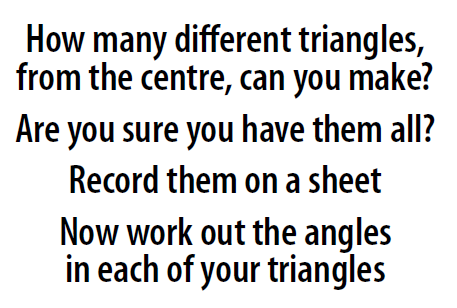 How many different triangles,
from the centre, can you make?
Are you sure you have them all?
Record them on a sheet
Now work out the angles
in each of your triangles